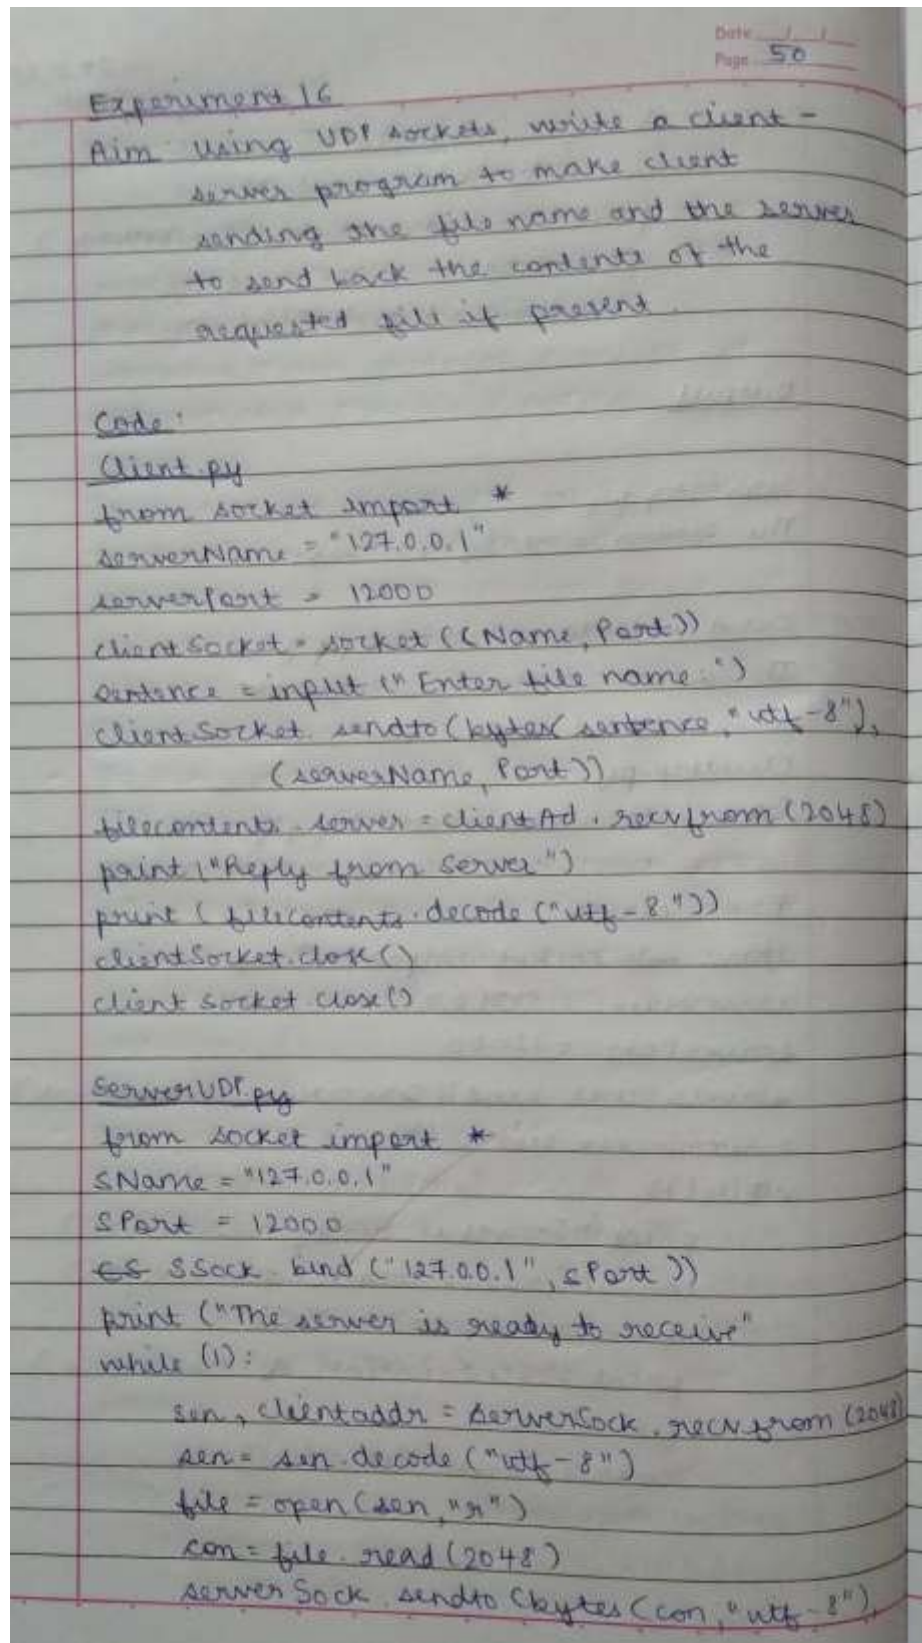 Date __/__/__
Page 50
Experiment 16
Aim Using UDP sockets, write a client -
server program to make client
sending the file name and the server
to send back the contents of the
requested file if present.
Code :
Client.py
from socket import *
serverName = "127.0.0.1"
serverPort = 12000
clientSocket = socket ((Name, Port))
sentence = input (" Enter file name : ")
clientSocket. sendto (bytes( sentence, "utf-8"),
(serverName, Port))
filecontents, server = clientAd . recvfrom (2048)
print ("Reply from Server")
print ( filecontents. decode ("utf-8"))
clientSocket.close()
client socket close()
ServerUDP.py
from socket import *
SName = "127.0.0.1"
SPort = 12000
SSock. bind ("127.0.0.1", sPort ))
print ("The server is ready to receive"
while (1):
sen, clientaddr = serverSock. recvfrom (2048)
sen = sen. decode ("utf-8")
file = open (sen, "r")
con = file. read (2048)
serverSock. sendto (bytes (con, "utf-8"),